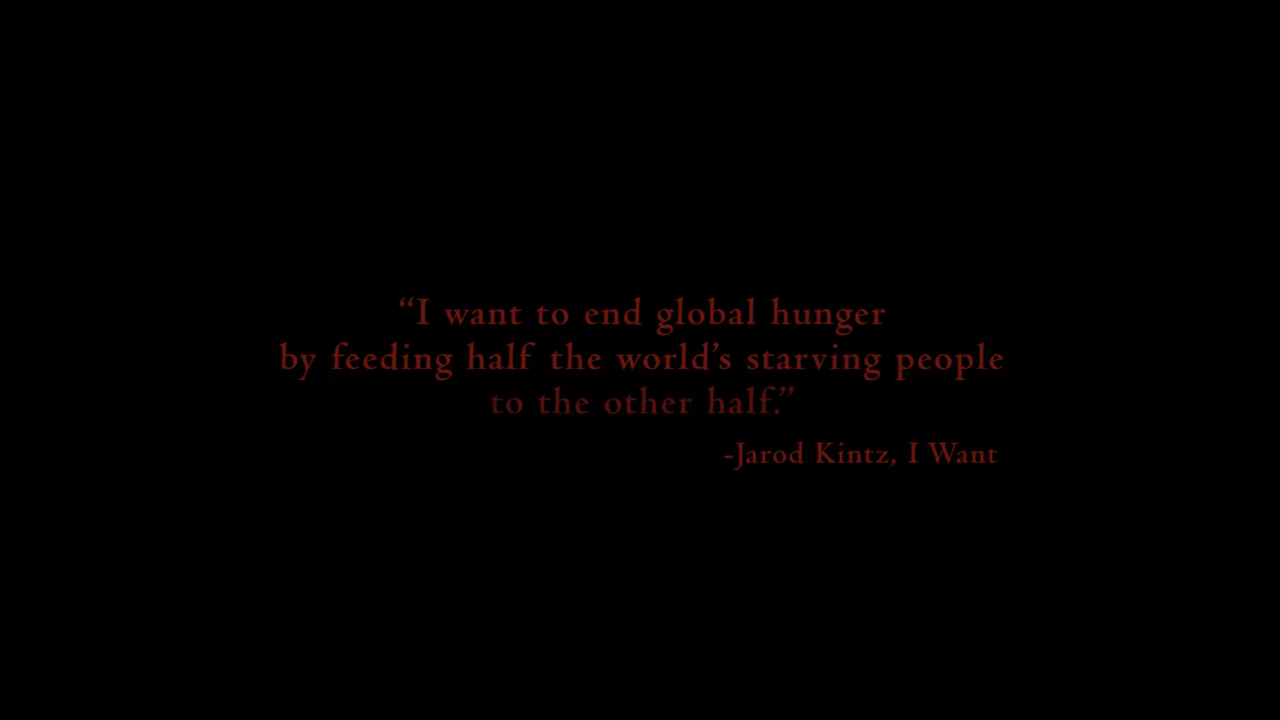 “I want to end global hunger
by feeding half the world’s starving people
to the other half.”
-Jarod Kintz, I Want